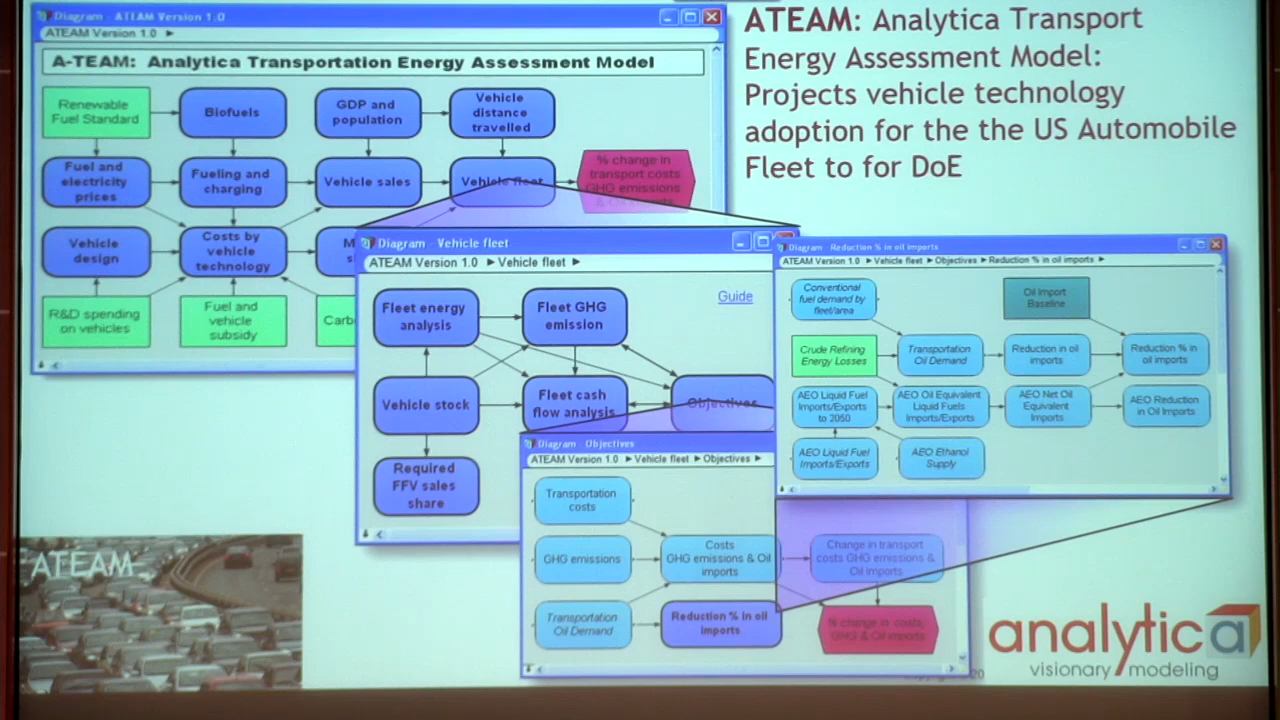 Diagram - ATEAM Version 1.0
ATEAM Version 1.0
A-TEAM: Analytica Transportation Energy Assessment Model
Renewable
Fuel Standard
Biofuels
GDP and
population
Vehicle
distance
travelled
Fuel and
electricity
prices
Fueling and
charging
Vehicle sales
Vehicle fleet
% change in
transport costs
GHG emissions
& Oil imports
Vehicle
design
Costs by
vehicle
technology
R&D spending
on vehicles
Fuel and
vehicle
subsidy
Carb
ATEAM: Analytica Transport
Energy Assessment Model:
Projects vehicle technology
adoption for the the US Automobile
Fleet to for DoE
Diagram - Vehicle fleet
ATEAM Version 1.0 Vehicle fleet
Guide
Fleet energy
analysis
Fleet GHG
emission
Vehicle stock
Fleet cash
flow analysis
Objectives
Required
FFV sales
share
Diagram - Reduction % in oil imports
ATEAM Version 1.0 Vehicle fleet Objectives Reduction % in oil imports
Conventional
fuel demand by
fleet/area
Oil Import
Baseline
Crude Refining
Energy Losses
Transportation
Oil Demand
Reduction in oil
imports
Reduction % in
oil imports
AEO Liquid Fuel
Imports/Exports
to 2050
AEO Oil Equivalent
Liquid Fuels
Imports/Exports
AEO Net Oil
Equivalent
Imports
AEO Reduction
in Oil Imports
AEO Liquid Fuel
Imports/Exports
AEO Ethanol
Supply
Diagram - Objectives
ATEAM Version 1.0 Vehicle fleet Objectives
Transportation
costs
GHG emissions
Costs
GHG emissions & Oil
imports
Change in transport
costs GHG emissions &
Oil imports
Transportation
Oil Demand
Reduction % in oil
imports
% change in costs,
GHG & Oil imports
ATEAM
analytica
visionary modeling